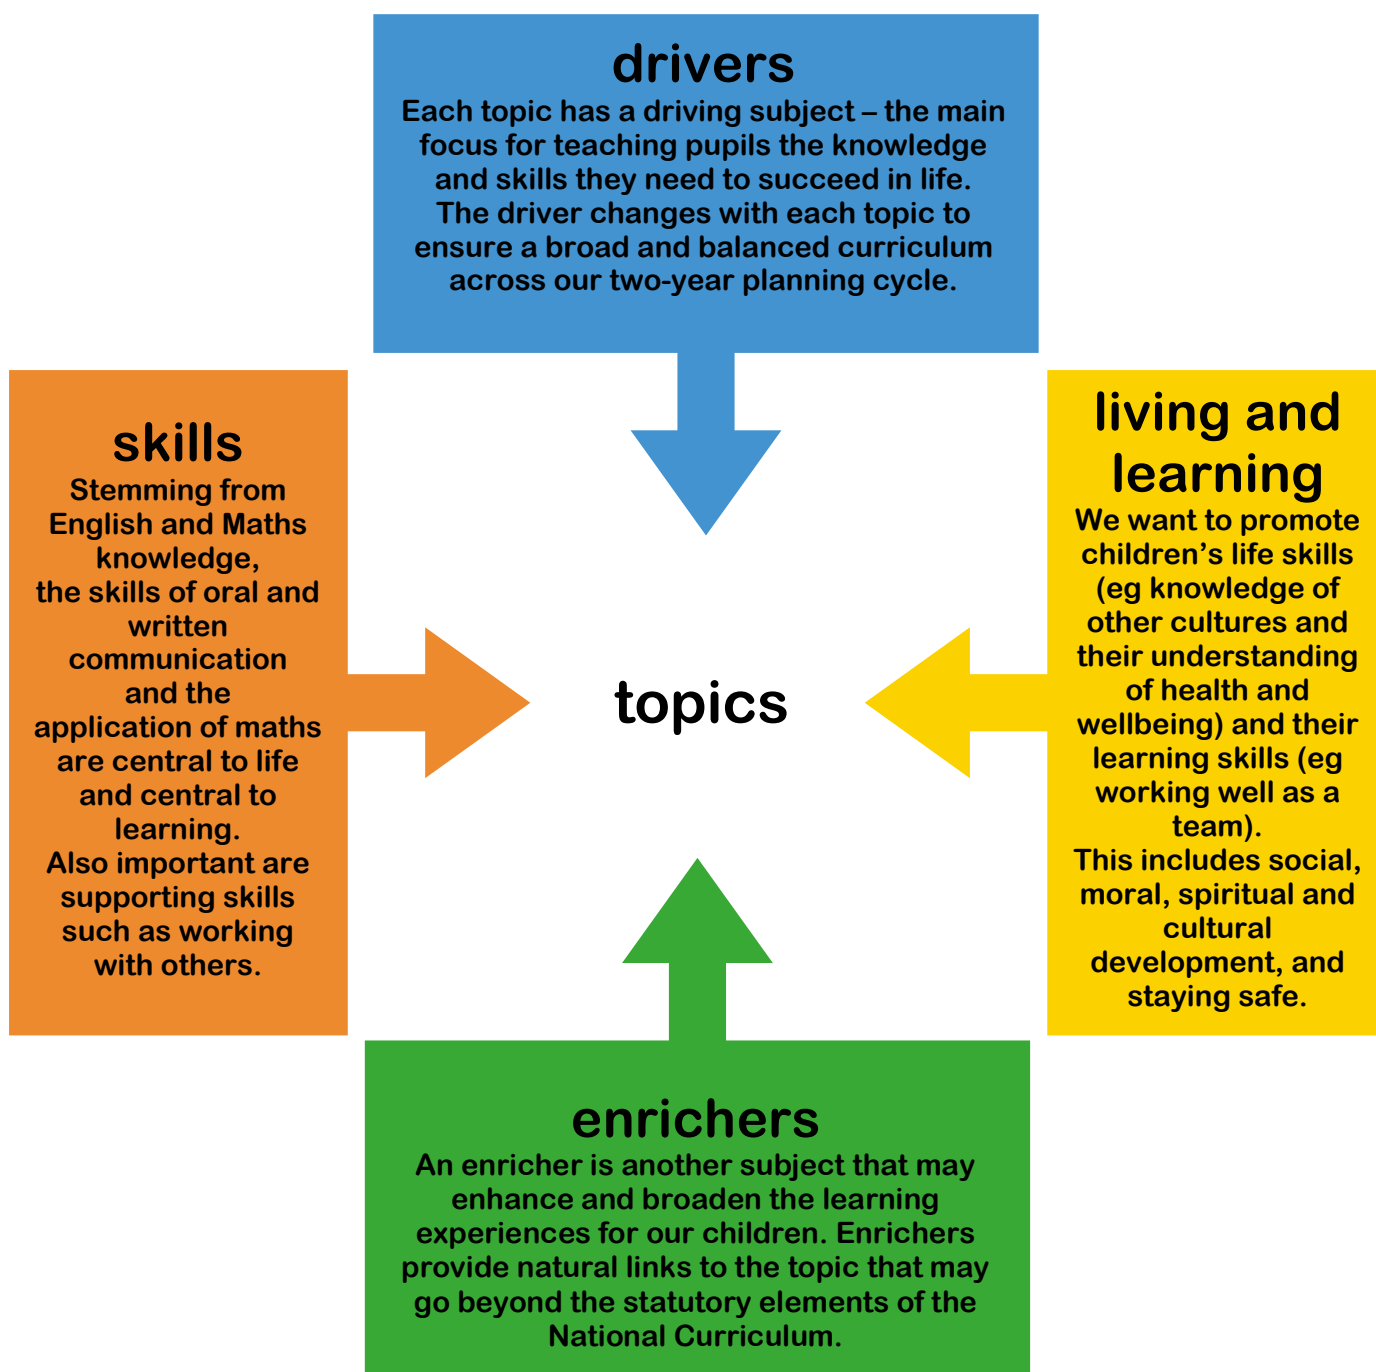 drivers
Each topic has a driving subject – the main
focus for teaching pupils the knowledge
and skills they need to succeed in life.
The driver changes with each topic to
ensure a broad and balanced curriculum
across our two-year planning cycle.
skills
Stemming from
English and Maths
knowledge,
the skills of oral and
written
communication
and the
application of maths
are central to life
and central to
learning.
Also important are
supporting skills
such as working
with others.
topics
living and
learning
We want to promote
children’s life skills
(eg knowledge of
other cultures and
their understanding
of health and
wellbeing) and their
learning skills (eg
working well as a
team).
This includes social,
moral, spiritual and
cultural
development, and
staying safe.
enrichers
An enricher is another subject that may
enhance and broaden the learning
experiences for our children. Enrichers
provide natural links to the topic that may
go beyond the statutory elements of the
National Curriculum.